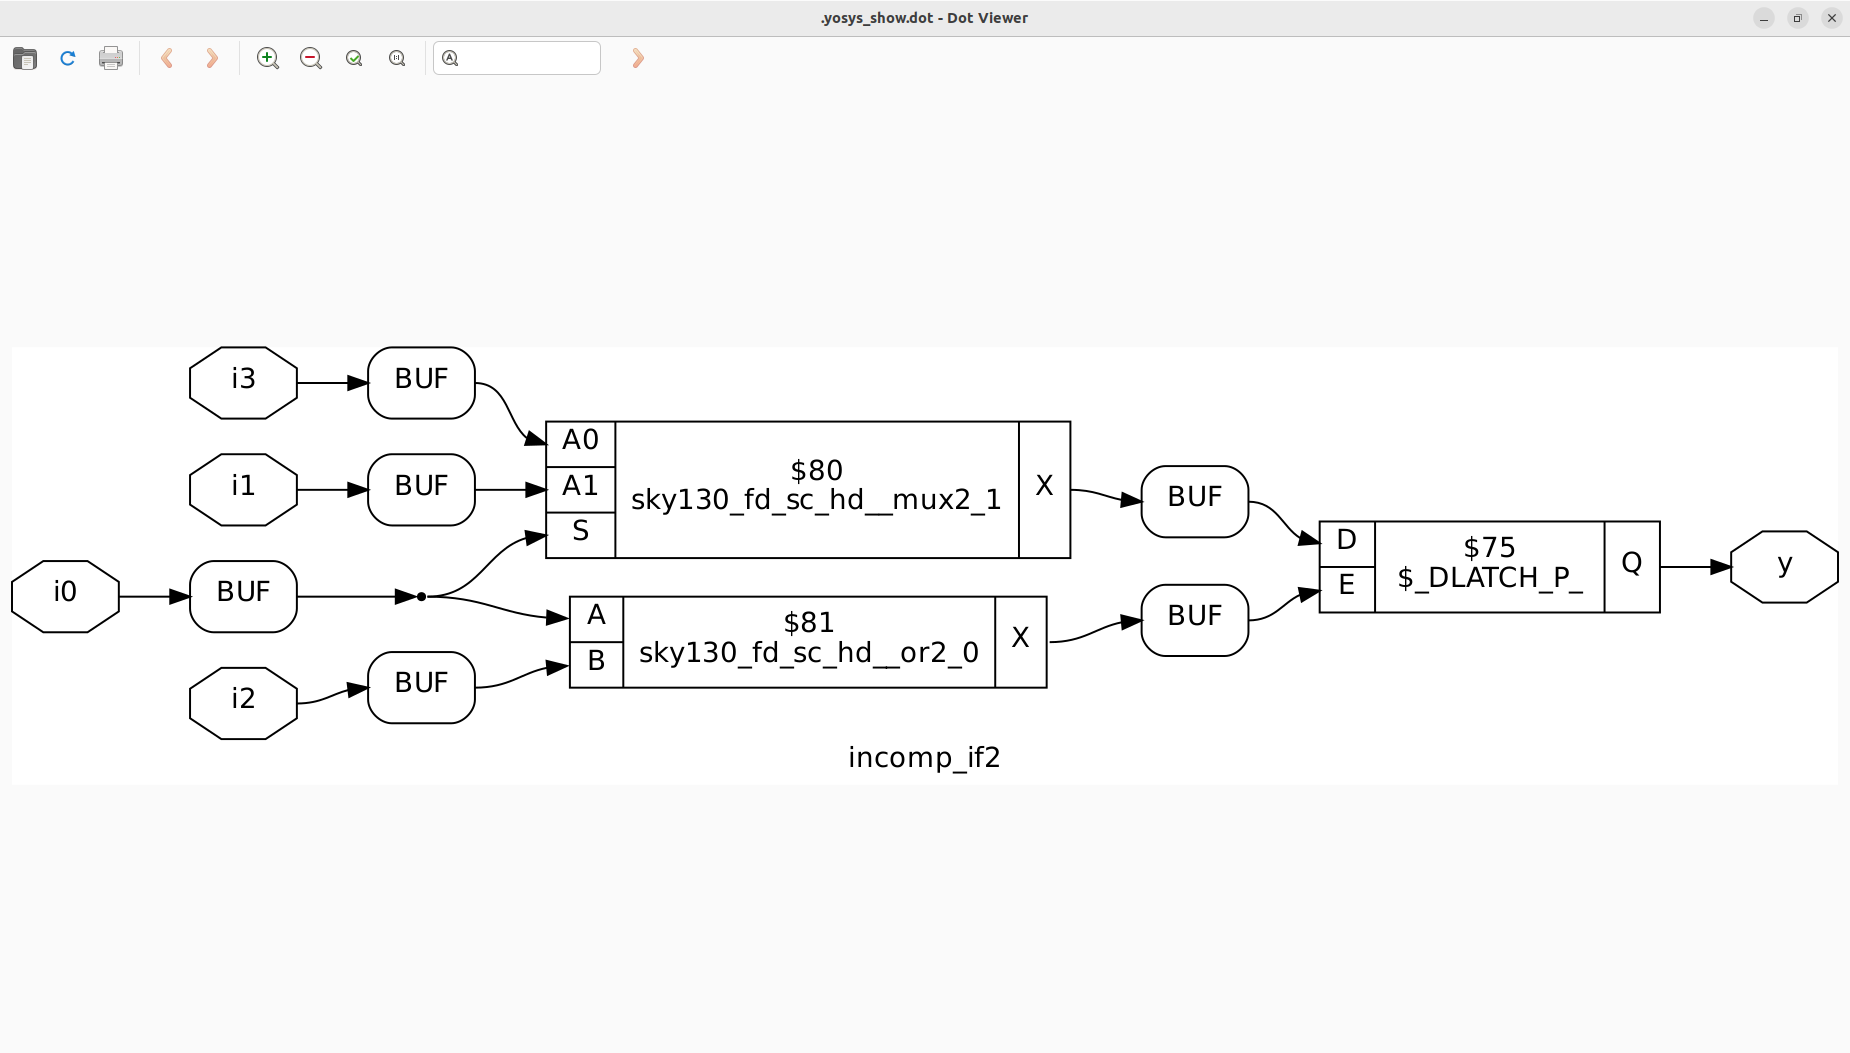 .yosys_show.dot - Dot Viewer
i3
BUF
i1
BUF
i0
BUF
i2
BUF
A0
A1
S
$80
sky130_fd_sc_hd__mux2_1
X
A
B
$81
sky130_fd_sc_hd__or2_0
X
BUF
BUF
D
E
$75
$_DLATCH_P_
Q
y
incomp_if2